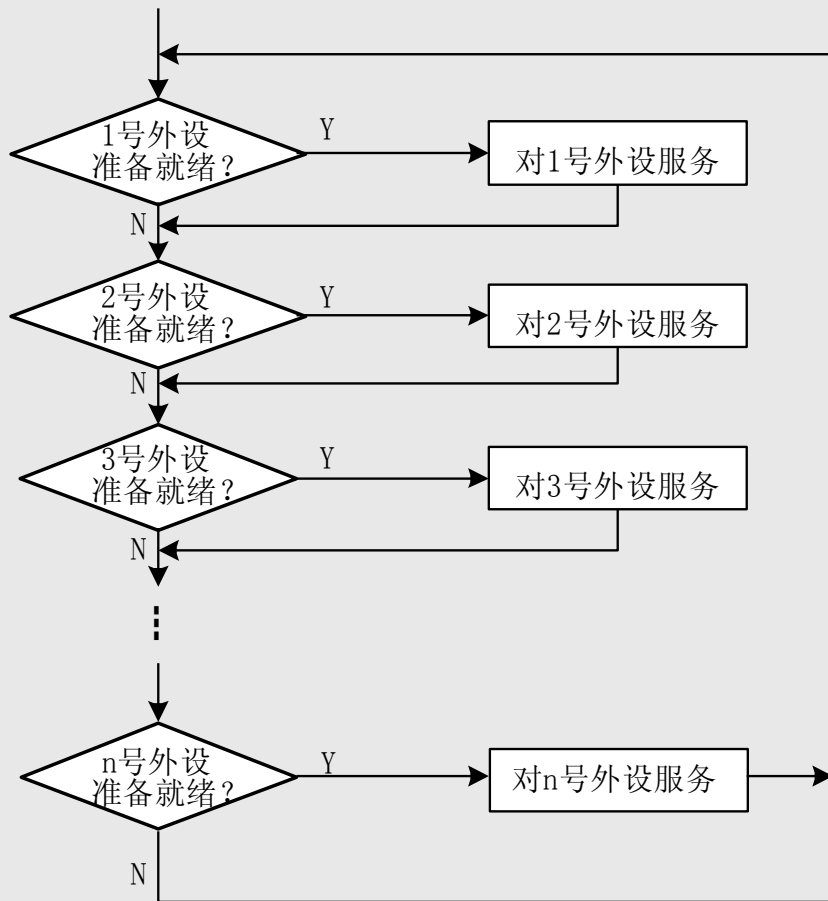 1号外设
准备就绪?
Y
对1号外设服务
N
2号外设
准备就绪?
Y
对2号外设服务
N
3号外设
准备就绪?
Y
对3号外设服务
N
n号外设
准备就绪?
Y
对n号外设服务
N